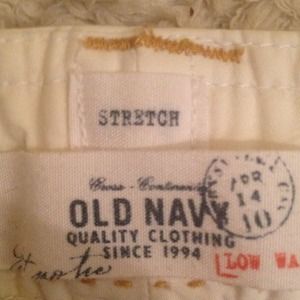 STRETCH
Cross - Continental
OLD NAVY
QUALITY CLOTHING
SINCE 1994
APR
14
10
LOW WA